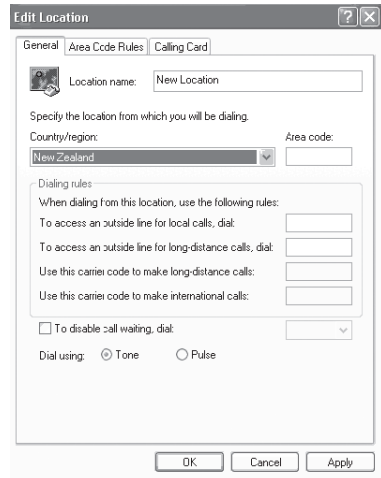 Edit Location
General Area Code Rules Calling Card
Location name: New Location
Specify the location from which you will be dialing.
Country/region: Area code:
New Zealand
Dialing rules
When dialing from this location, use the following rules:
To access an outside line for local calls, dial:
To access an outside line for long-distance calls, dial:
Use this carrier code to make long-distance calls:
Use this carrier code to make international calls:
To disable call waiting, dial:
Dial using: Tone Pulse
OK Cancel Apply